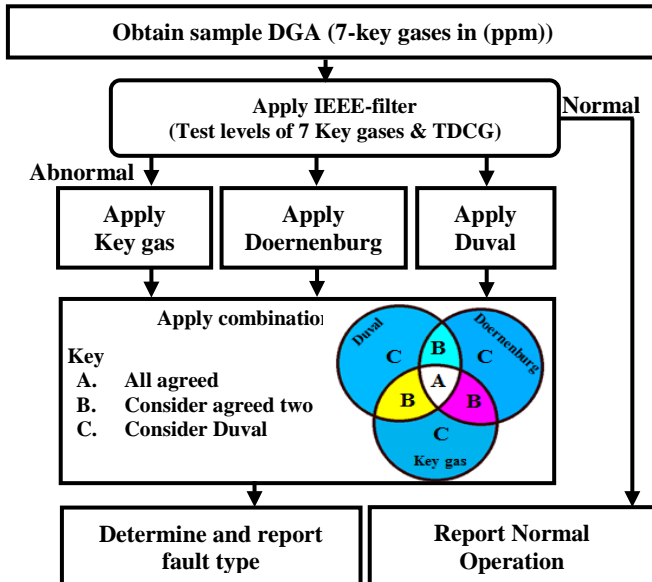 Obtain sample DGA (7-key gases in (ppm))
Apply IEEE-filter
(Test levels of 7 Key gases & TDCG)
Normal
Abnormal
Apply
Key gas
Apply
Doernenburg
Apply
Duval
Apply combinatio
Key
A. All agreed
B. Consider agreed two
C. Consider Duval
Duval
Doernenburg
B
C
C
A
B
B
C
Key gas
Determine and report
fault type
Report Normal
Operation